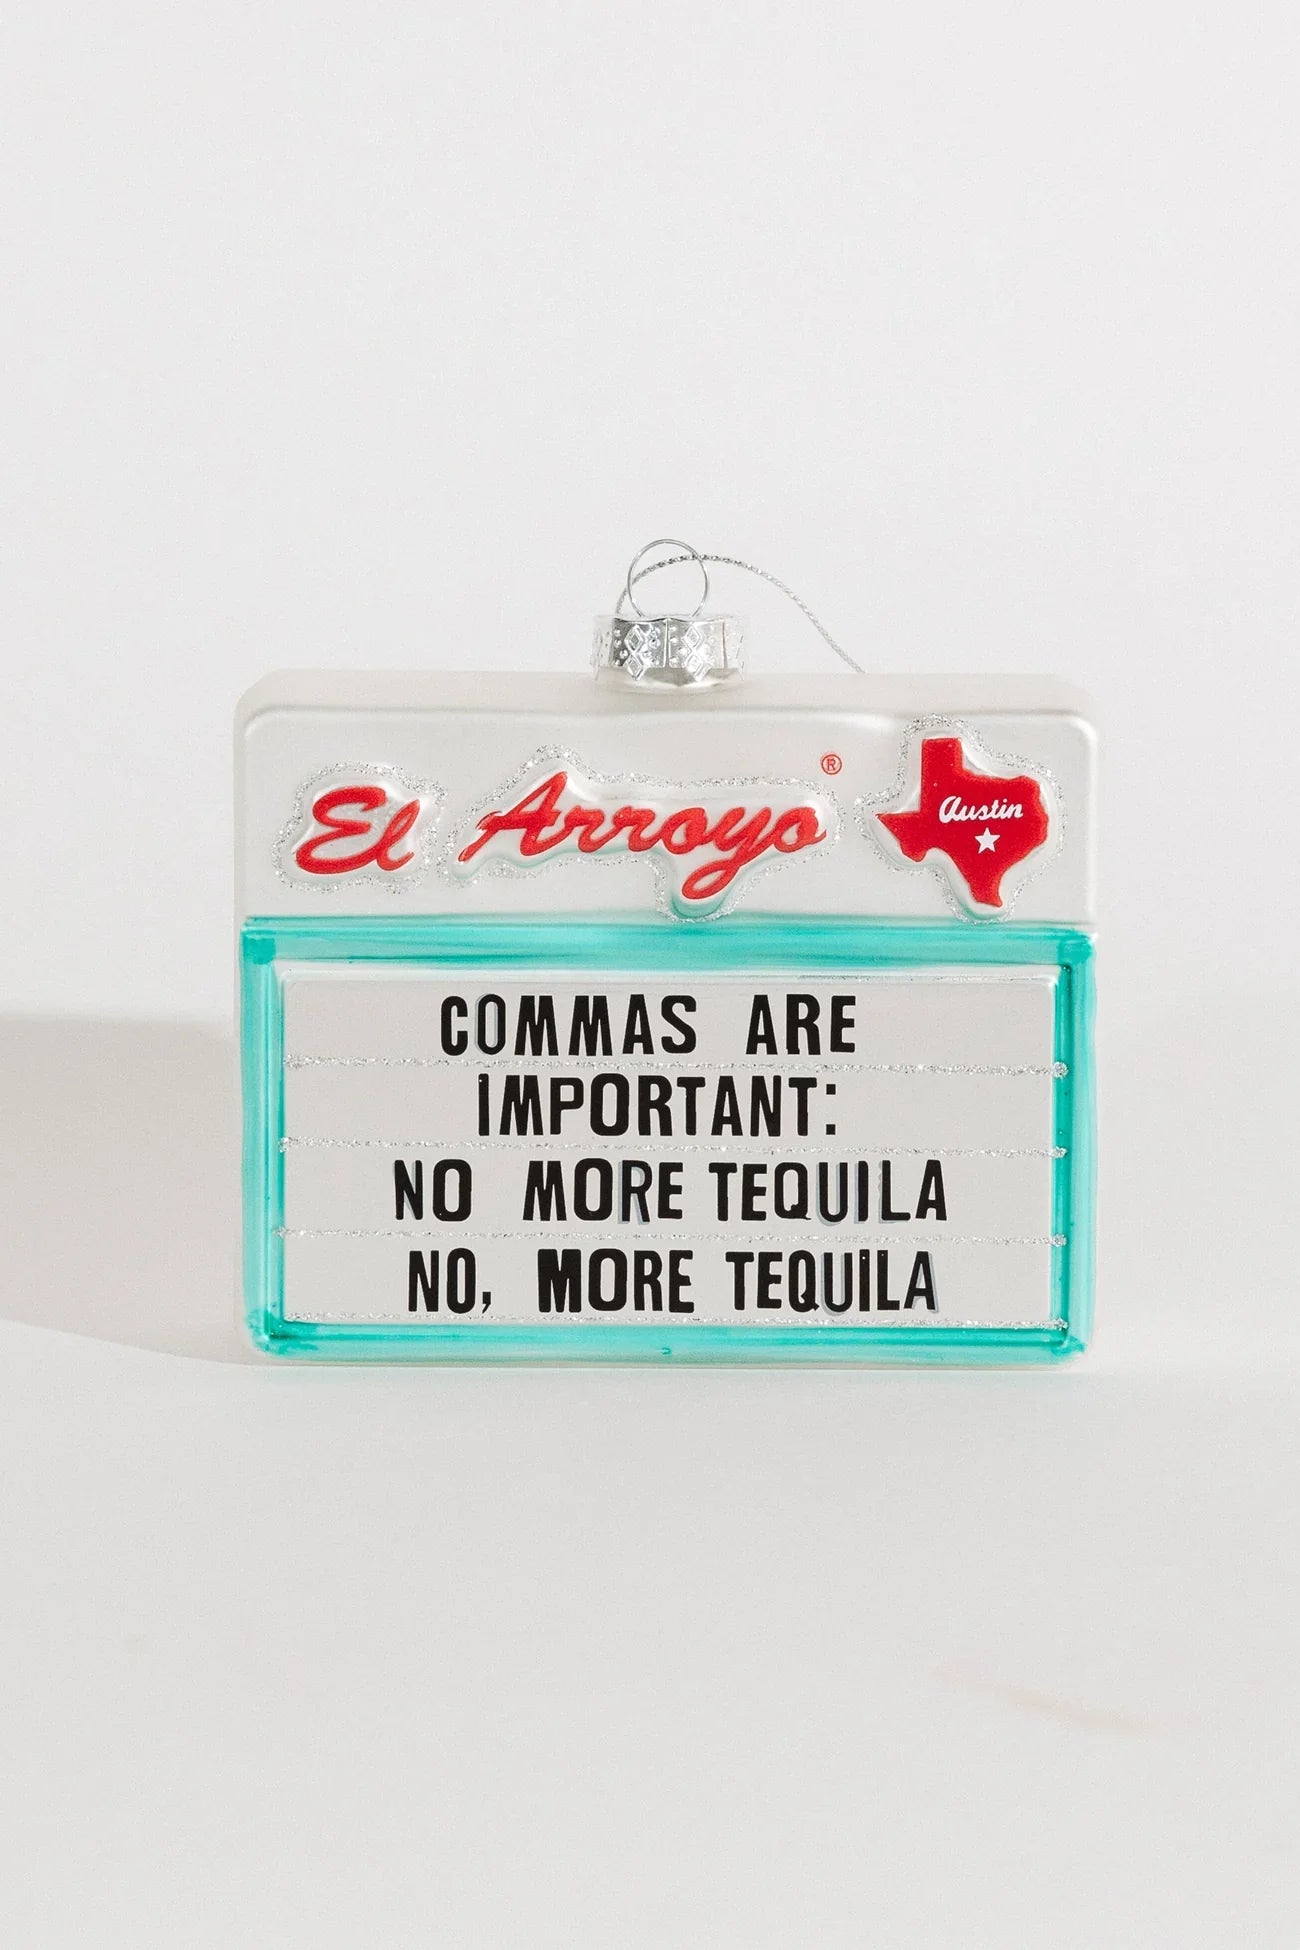 El Arroyo®
Austin
COMMAS ARE
IMPORTANT:
NO MORE TEQUILA
NO, MORE TEQUILA